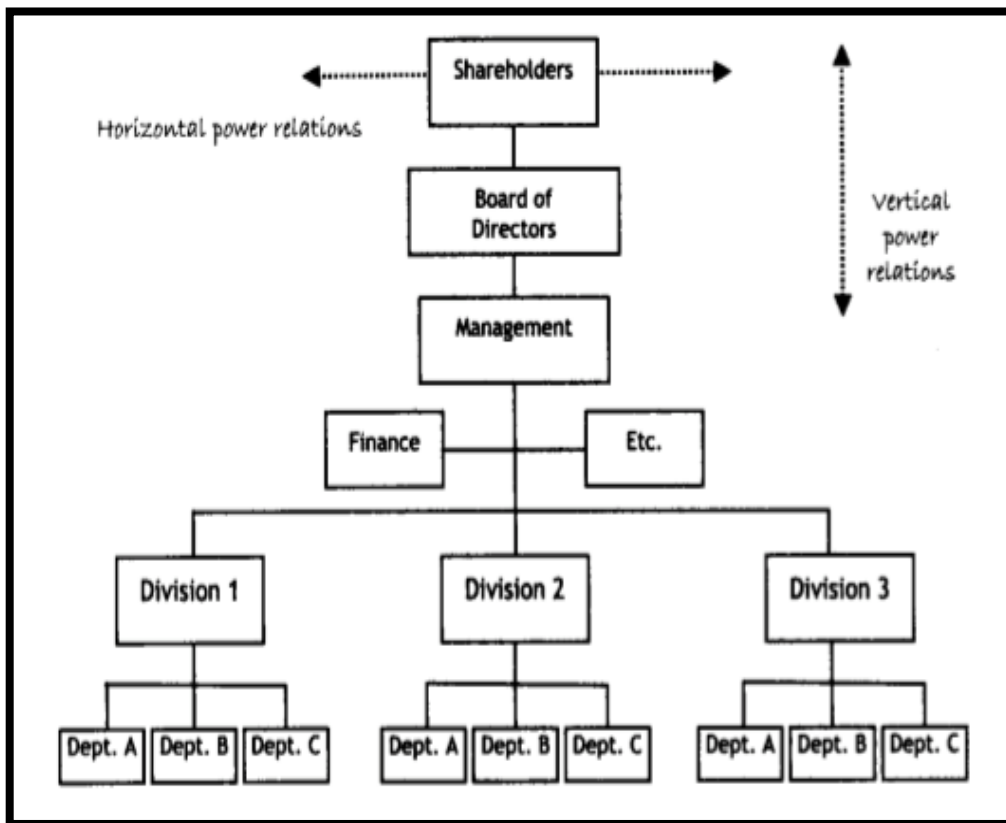 Shareholders
Horizontal power relations
Board of
Directors
Vertical
power
relations
Management
Finance
Etc.
Division 1
Division 2
Division 3
Dept. A
Dept. B
Dept. C
Dept. A
Dept. B
Dept. C
Dept. A
Dept. B
Dept. C